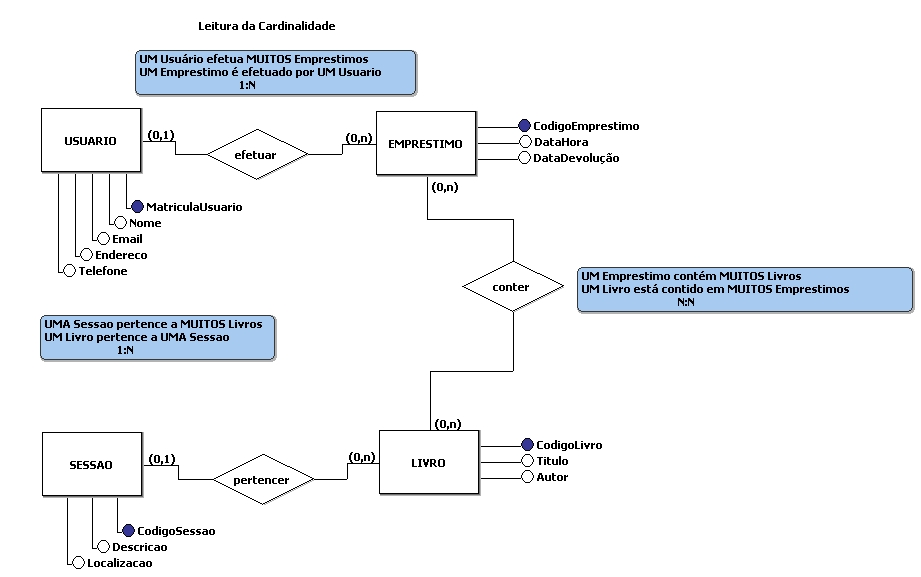 Leitura da Cardinalidade
UM Usuário efetua MUITOS Emprestimos
UM Emprestimo é efetuado por UM Usuario
1:N
USUARIO
(0,1)
efetuar
(0,n)
EMPRESTIMO
CodigoEmprestimo
DataHora
DataDevolução
(0,n)
MatriculaUsuario
Nome
Email
Endereco
Telefone
conter
UM Emprestimo contém MUITOS Livros
UM Livro está contido em MUITOS Emprestimos
N:N
UMA Sessao pertence a MUITOS Livros
UM Livro pertence a UMA Sessao
1:N
(0,n)
SESSAO
(0,1)
pertencer
(0,n)
LIVRO
CodigoLivro
Titulo
Autor
CodigoSessao
Descricao
Localizacao